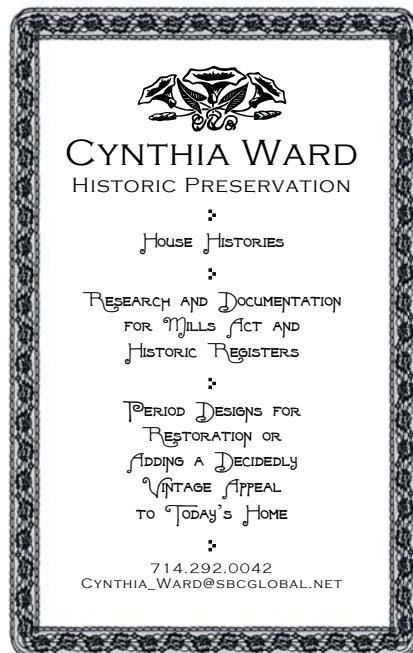 Cynthia Ward
Historic Preservation
House Histories
Research and Documentation
for Mills Act and
Historic Registers
Period Designs for
Restoration or
Adding a Decidedly
Vintage Appeal
to Today's Home
714.292.0042
Cynthia_Ward@sbcglobal.net